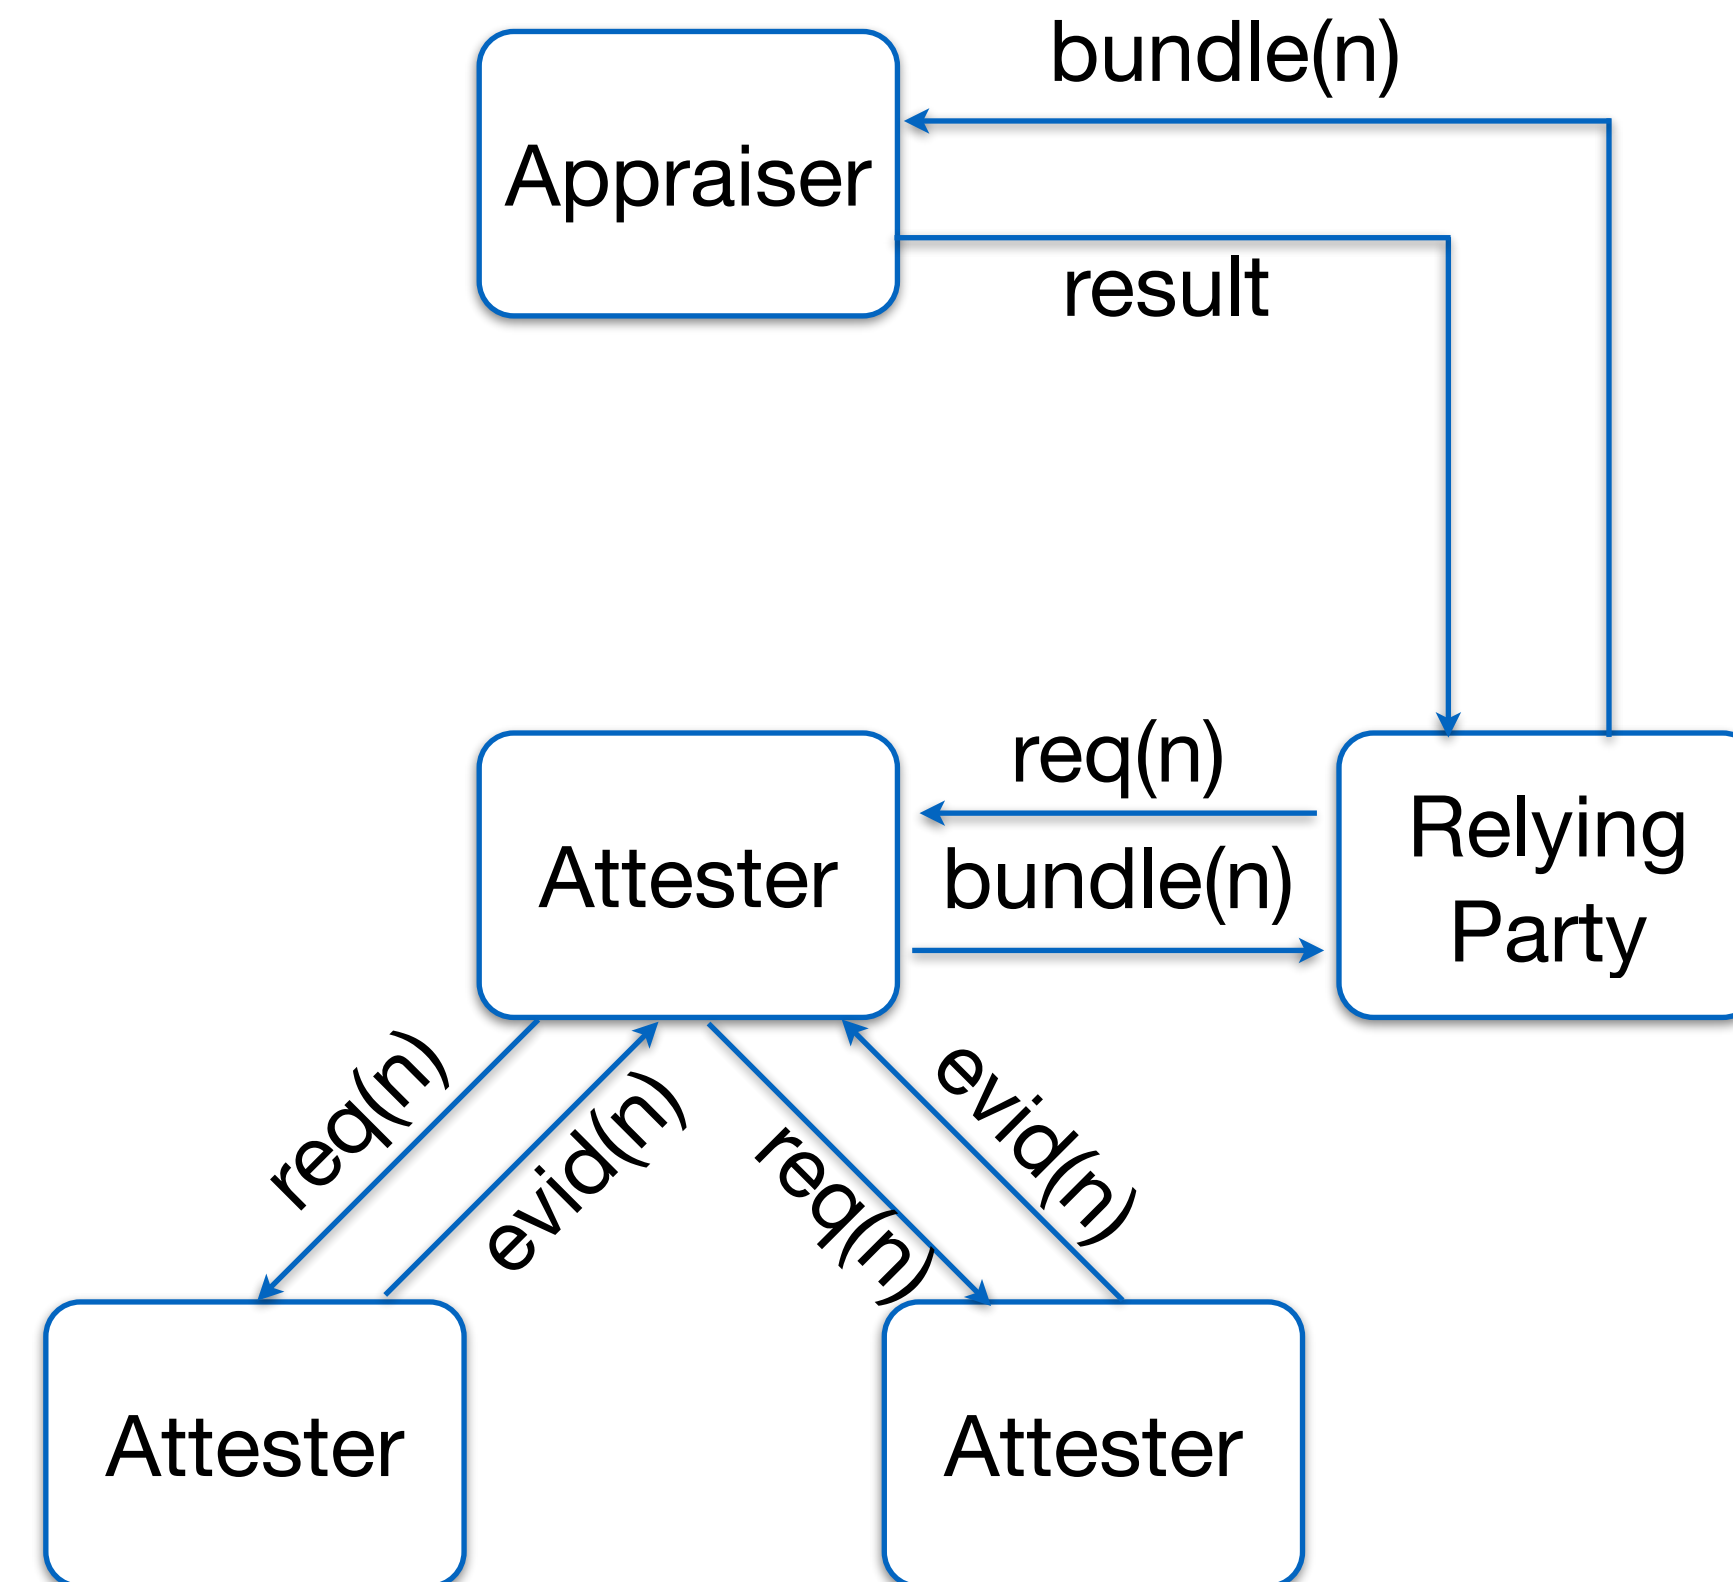 bundle(n)
Appraiser
result
req(n)
Attester
bundle(n)
Relying
Party
req(n)
evid(n)
req(n)
evid(n)
Attester
Attester